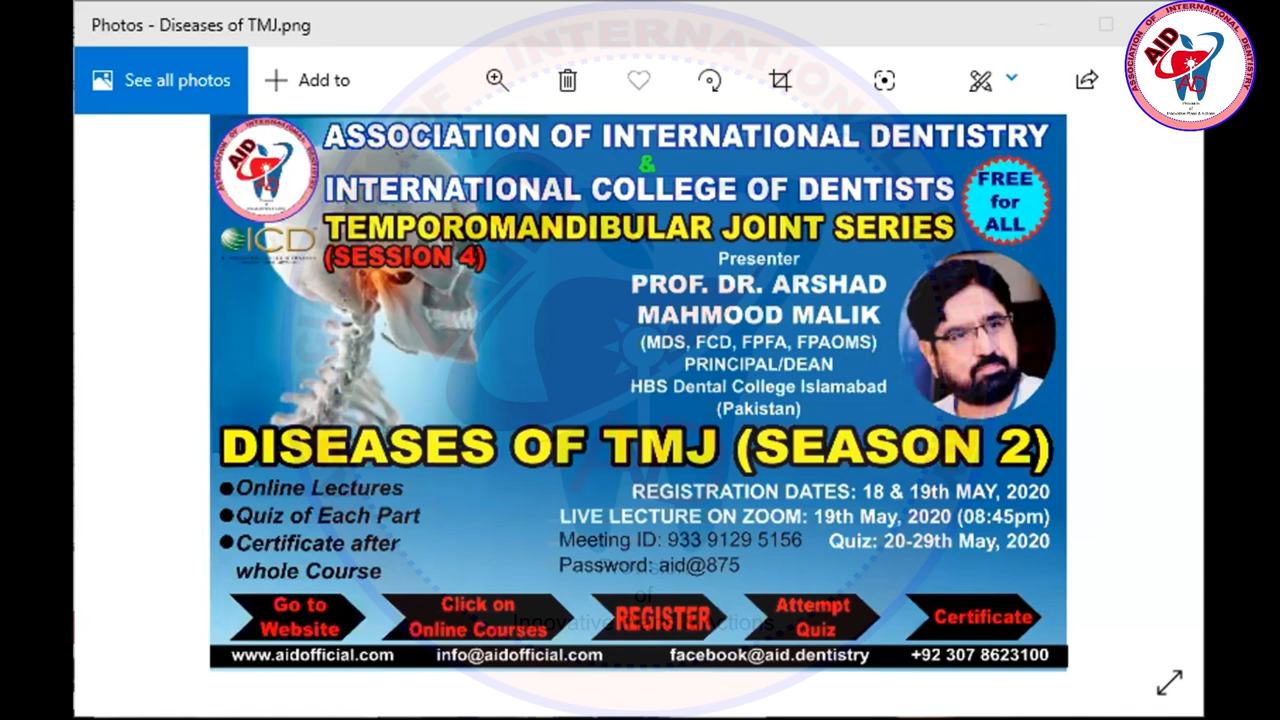 Photos - Diseases of TMJ.png
See all photos
Add to
ASSOCIATION OF INTERNATIONAL DENTISTRY
AID
ASSOCIATION OF INTERNATIONAL DENTISTRY
&
INTERNATIONAL COLLEGE OF DENTISTS
FREE
for
ALL
ICD
TEMPOROMANDIBULAR JOINT SERIES
(SESSION 4)
Presenter
PROF. DR. ARSHAD
MAHMOOD MALIK
(MDS, FCD, FPFA, FPAOMS)
PRINCIPAL/DEAN
HBS Dental College Islamabad
(Pakistan)
DISEASES OF TMJ (SEASON 2)
Online Lectures
Quiz of Each Part
Certificate after
whole Course
REGISTRATION DATES: 18 & 19th MAY, 2020
LIVE LECTURE ON ZOOM: 19th May, 2020 (08:45pm)
Meeting ID: 933 9129 5156 Quiz: 20-29th May, 2020
Password: aid@875
Go to
Website
Click on
Online Courses
REGISTER
Attempt
Quiz
Certificate
www.aidofficial.com info@aidofficial.com facebook@aid.dentistry +92 307 8623100